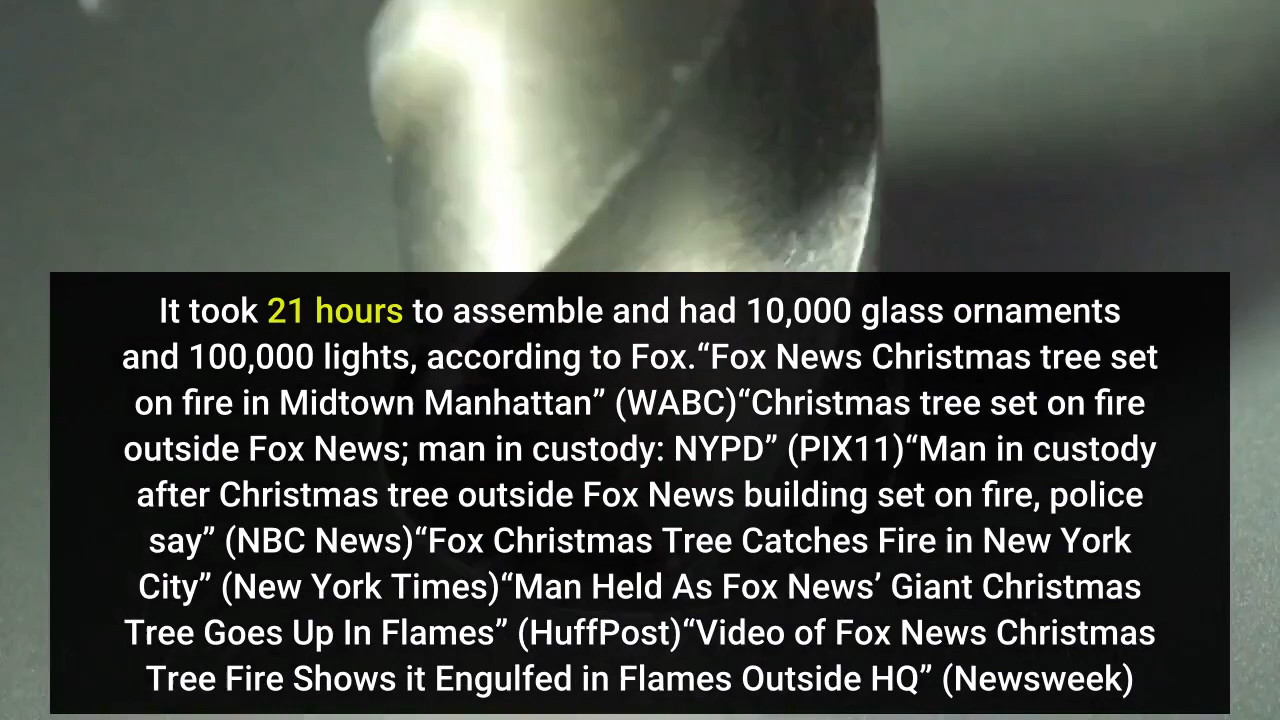 It took 21 hours to assemble and had 10,000 glass ornaments
and 100,000 lights, according to Fox.“Fox News Christmas tree set
on fire in Midtown Manhattan” (WABC)“Christmas tree set on fire
outside Fox News; man in custody: NYPD” (PIX11)“Man in custody
after Christmas tree outside Fox News building set on fire, police
say” (NBC News)“Fox Christmas Tree Catches Fire in New York
City” (New York Times)“Man Held As Fox News’ Giant Christmas
Tree Goes Up In Flames” (HuffPost)“Video of Fox News Christmas
Tree Fire Shows it Engulfed in Flames Outside HQ” (Newsweek)